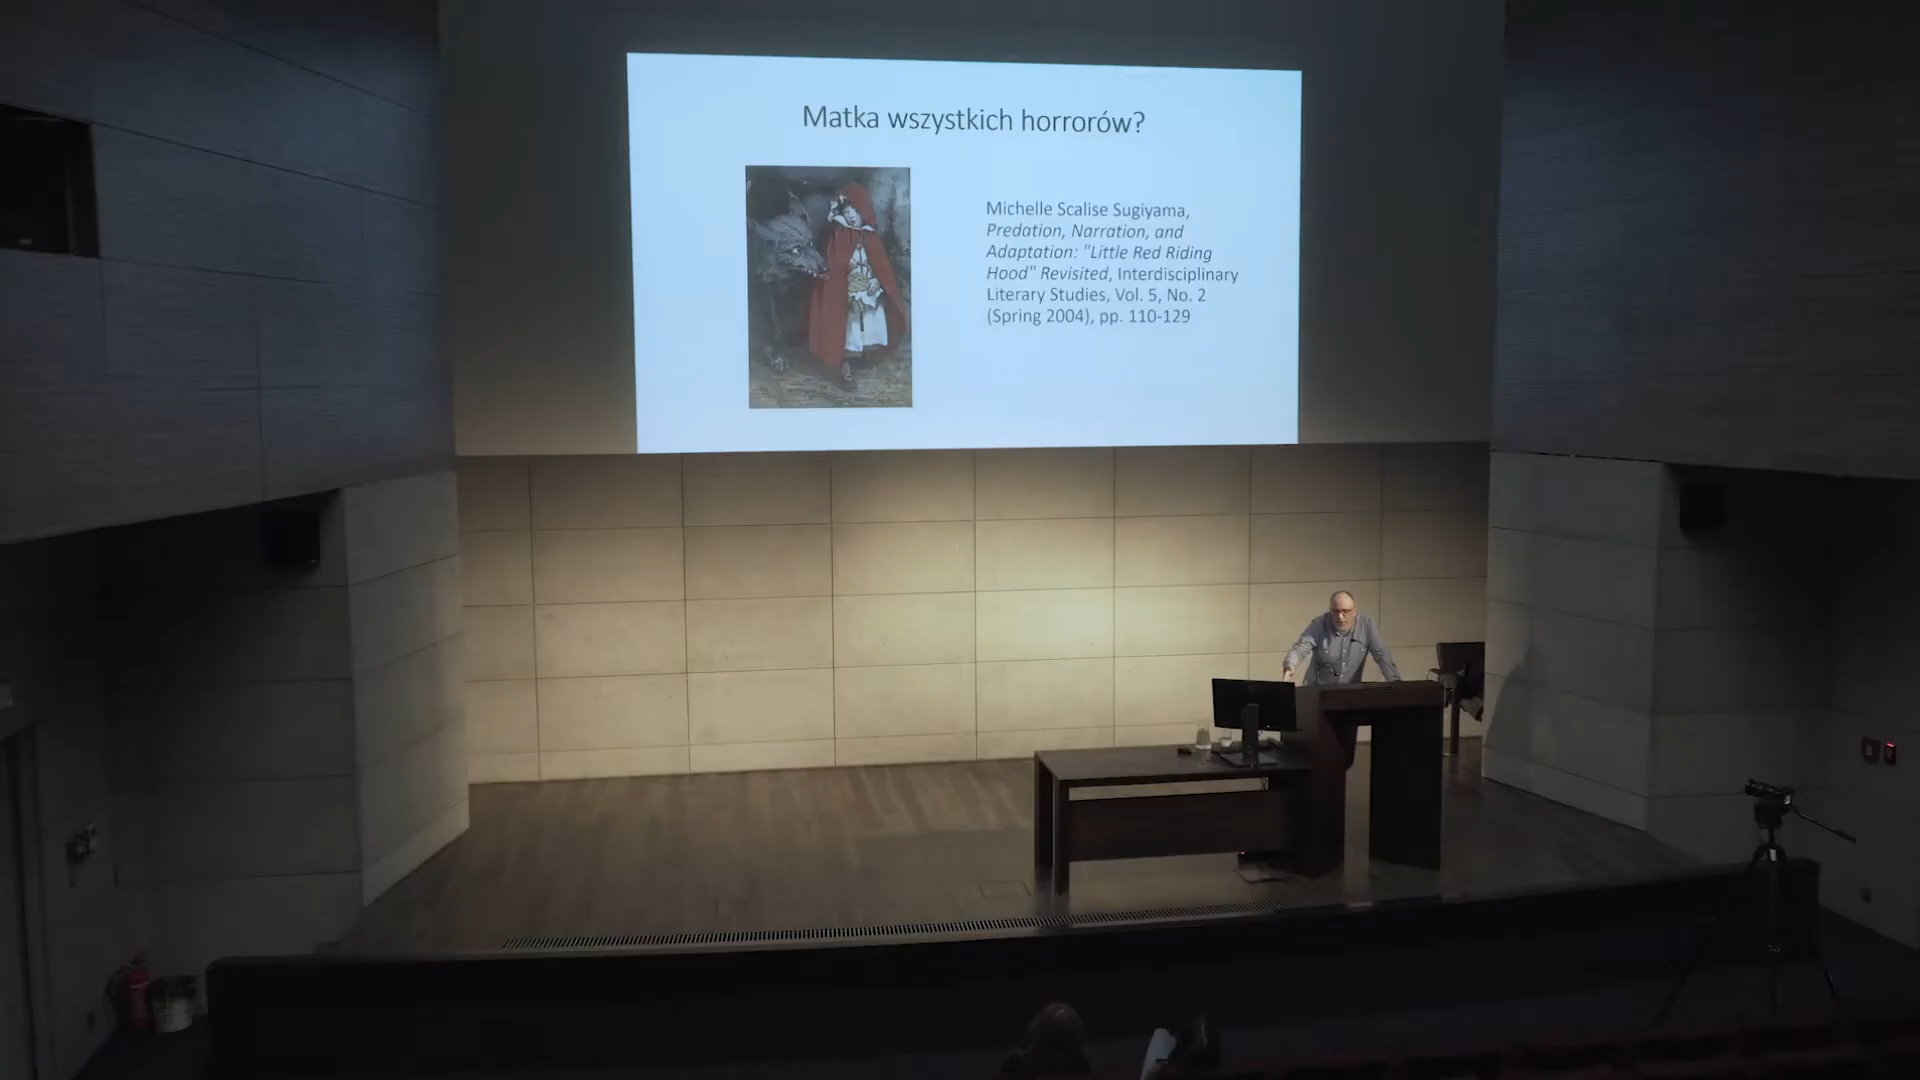 Matka wszystkich horrorów?
Michelle Scalise Sugiyama,
Predation, Narration, and
Adaptation: "Little Red Riding
Hood" Revisited, Interdisciplinary
Literary Studies, Vol. 5, No. 2
(Spring 2004), pp. 110-129